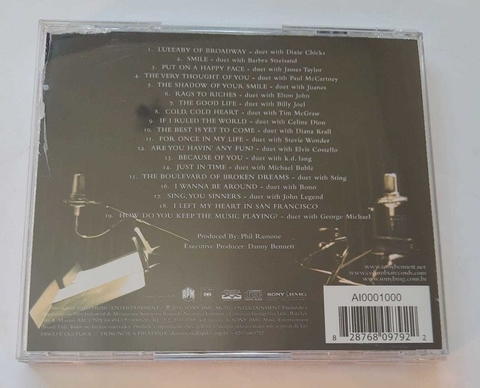 1. LULLABY OF BROADWAY - duet with Dixie Chicks
2. SMILE - duet with Barbra Streisand
3. PUT ON A HAPPY FACE - duet with James Taylor
4. THE VERY THOUGHT OF YOU - duet with Paul McCartney
5. THE SHADOW OF YOUR SMILE - duet with Juanes
6. RAGS TO RICHES - duet with Elton John
7. THE GOOD LIFE - duet with Billy Joel
8. COLD, COLD HEART - duet with Tim McGraw
9. IF I RULED THE WORLD - duet with Celine Dion
10. THE BEST IS YET TO COME - duet with Diana Krall
11. FOR ONCE IN MY LIFE - duet with Stevie Wonder
12. ARE YOU HAVIN' ANY FUN? - duet with Elvis Costello
13. BECAUSE OF YOU - duet with k.d. lang
14. JUST IN TIME - duet with Michael Bublé
15. THE BOULEVARD OF BROKEN DREAMS - duet with Sting
16. I WANNA BE AROUND - duet with Bono
17. SING, YOU SINNERS - duet with John Legend
18. I LEFT MY HEART IN SAN FRANCISCO
19. HOW DO YOU KEEP THE MUSIC PLAYING? - duet with George Michael
Produced By: Phil Ramone
Executive Producer: Danny Bennett
www.tonybennett.net
www.columbiarecords.com
www.sonybmg.com
SONY BMG
AI0001000
8 28768 09792 2